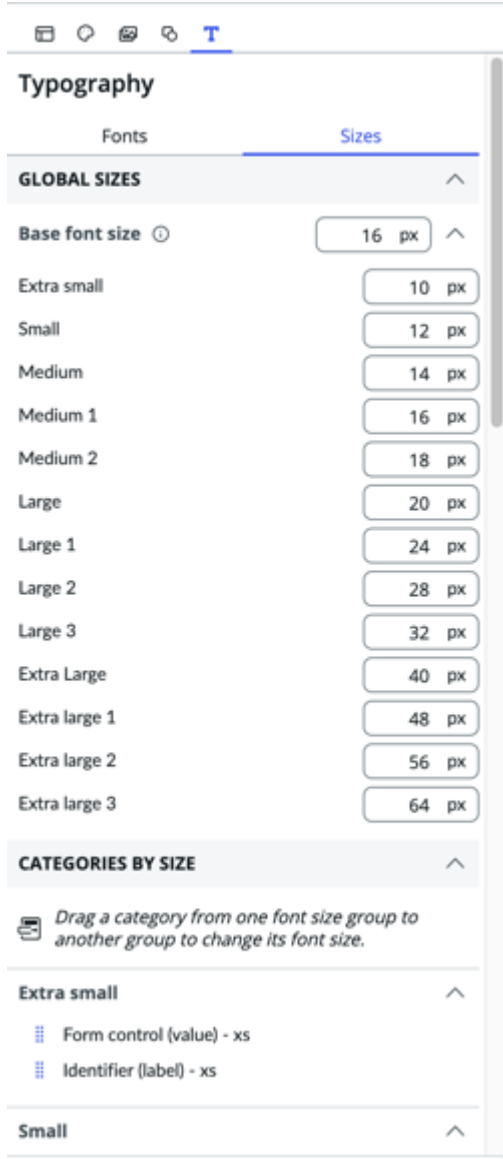 Typography
Fonts Sizes
GLOBAL SIZES
Base font size 16 px
Extra small 10 px
Small 12 px
Medium 14 px
Medium 1 16 px
Medium 2 18 px
Large 20 px
Large 1 24 px
Large 2 28 px
Large 3 32 px
Extra Large 40 px
Extra large 1 48 px
Extra large 2 56 px
Extra large 3 64 px
CATEGORIES BY SIZE
Drag a category from one font size group to
another group to change its font size.
Extra small
Form control (value) - xs
Identifier (label) - xs
Small